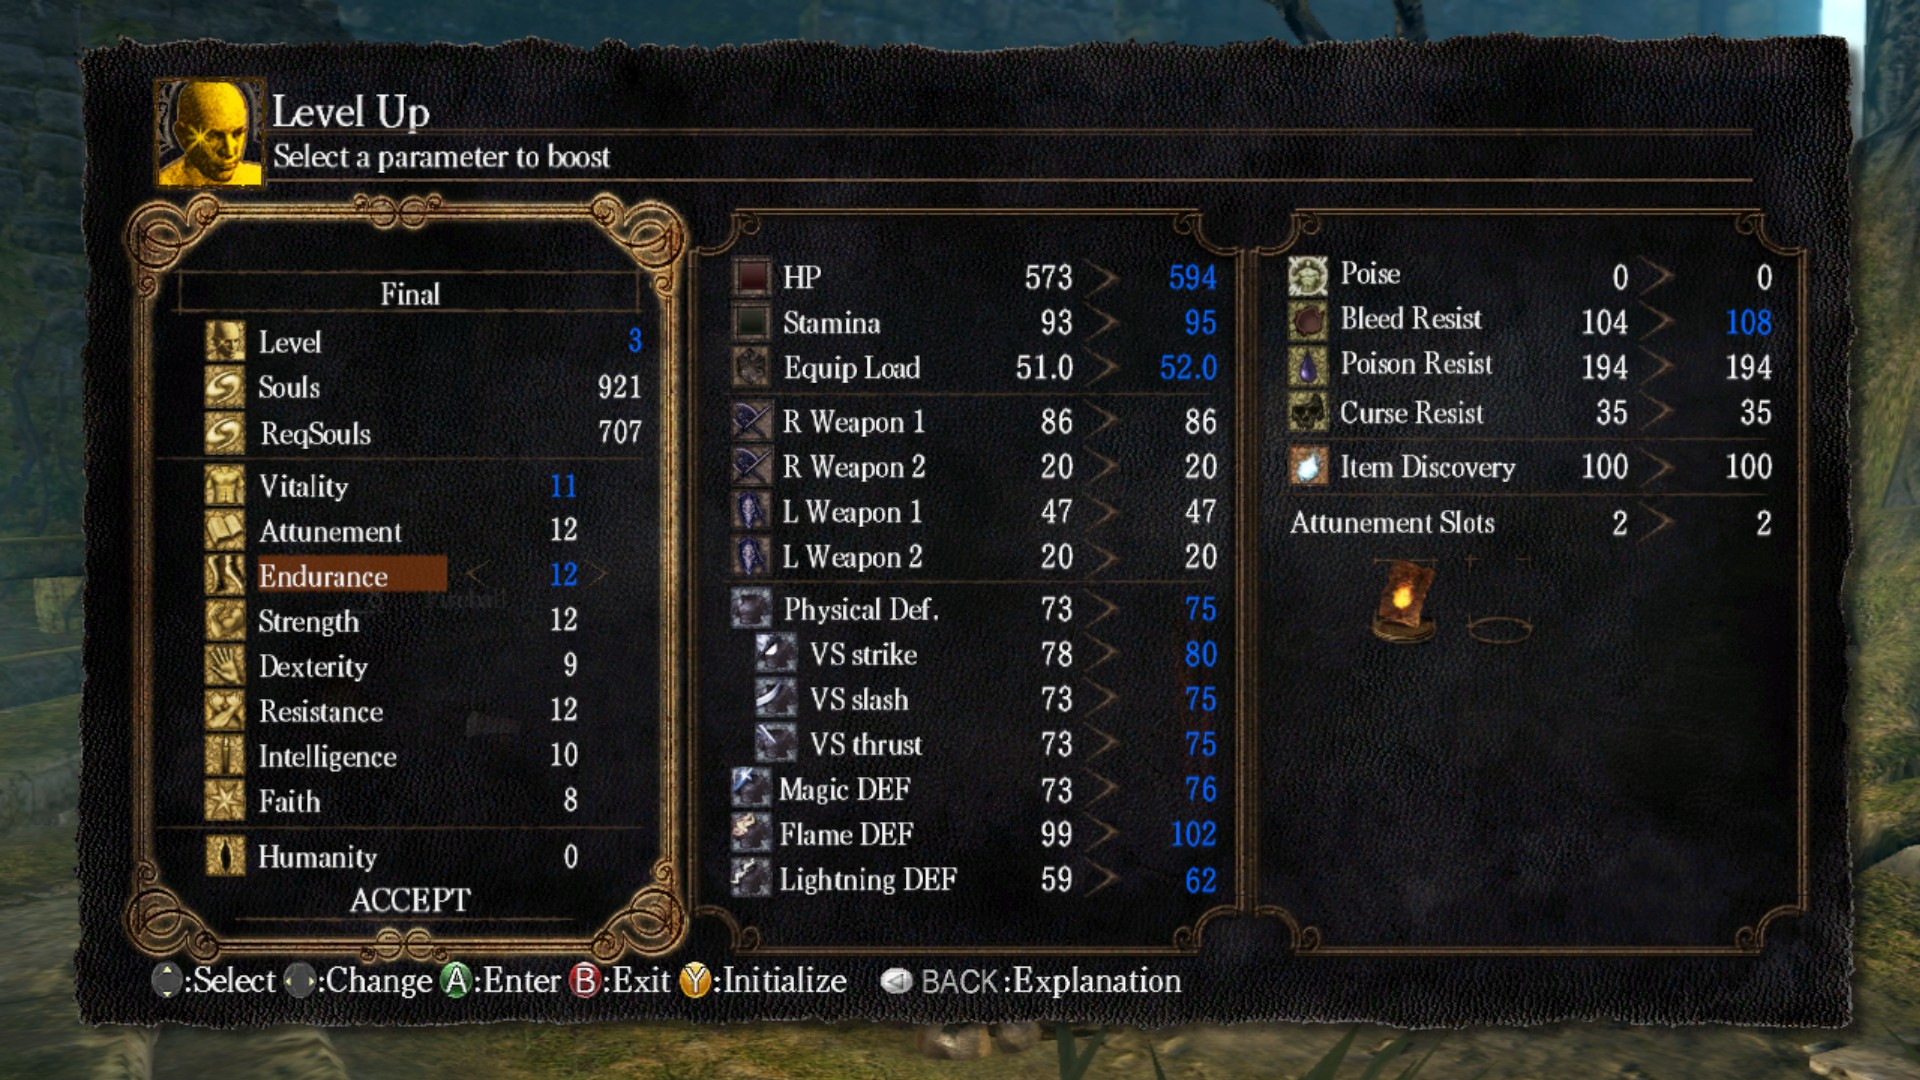 Level Up
Select a parameter to boost
Final
Level 3
Souls 921
ReqSouls 707
Vitality 11
Attunement 12
Endurance 12
Strength 12
Dexterity 9
Resistance 12
Intelligence 10
Faith 8
Humanity 0
ACCEPT
HP 573 594
Stamina 93 95
Equip Load 51.0 52.0
R Weapon 1 86 86
R Weapon 2 20 20
L Weapon 1 47 47
L Weapon 2 20 20
Physical Def. 73 75
VS strike 78 80
VS slash 73 75
VS thrust 73 75
Magic DEF 73 76
Flame DEF 99 102
Lightning DEF 59 62
Poise 0 0
Bleed Resist 104 108
Poison Resist 194 194
Curse Resist 35 35
Item Discovery 100 100
Attunement Slots 2 2
:Select :Change A:Enter B:Exit Y:Initialize BACK:Explanation